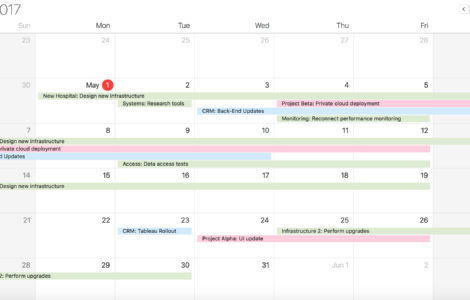 017
Sun Mon Tue Wed Thu Fri
23 24 25 26 27 28
30 May 1 2 3 4 5
New Hospital: Design new infrastructure
Systems: Research tools Project Beta: Private cloud deployment
CRM: Back-End Updates
Monitoring: Reconnect performance monitoring
7 8 9 10 11 12
Design new infrastructure
rivate cloud deployment
d Updates
Access: Data access tests
14 15 16 17 18 19
Design new infrastructure
21 22 23 24 25 26
CRM: Tableau Rollout Infrastructure 2: Perform upgrades
Project Alpha: UI update
28 29 30 31 Jun 1 2
2: Perform upgrades